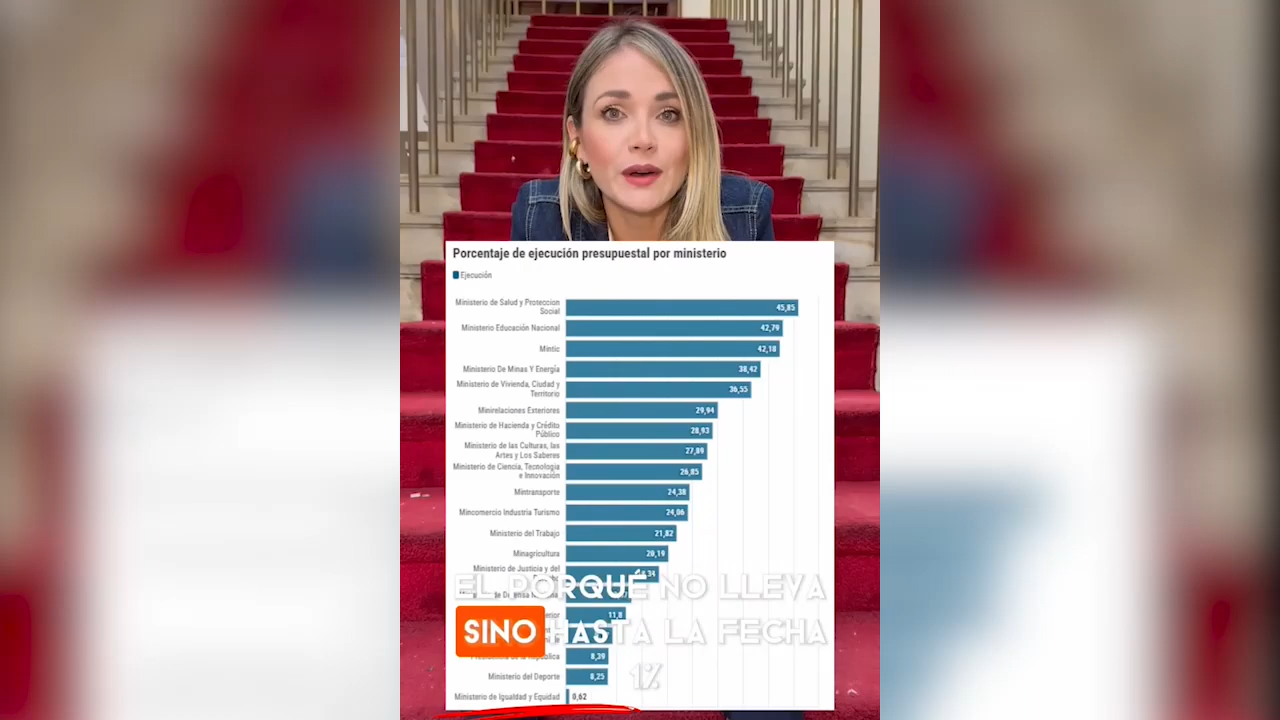 Porcentaje de ejecución presupuestal por ministerio
Ejecución
Ministerio de Salud y Proteccion
Social
45,85
Ministerio Educación Nacional
42,79
Mintic
42,18
Ministerio De Minas Y Energía
38,42
Ministerio de Vivienda, Ciudad y
Territorio
36,55
Minirelaciones Exteriores
29,94
Ministerio de Hacienda y Crédito
Público
28,93
Ministerio de las Culturas, las
Artes y Los Saberes
27,89
Ministerio de Ciencia, Tecnología
e Innovación
26,85
Mintransporte
24,38
Mincomercio Industria Turismo
24,06
Ministerio del Trabajo
21,82
Minagricultura
20,19
Ministerio de Justicia y del
EL PORQUÉ NO LLEVA
11,8
SINO HASTA LA FECHA
8,39
1%
Ministerio del Deporte
8,25
Ministerio de Igualdad y Equidad
0,62